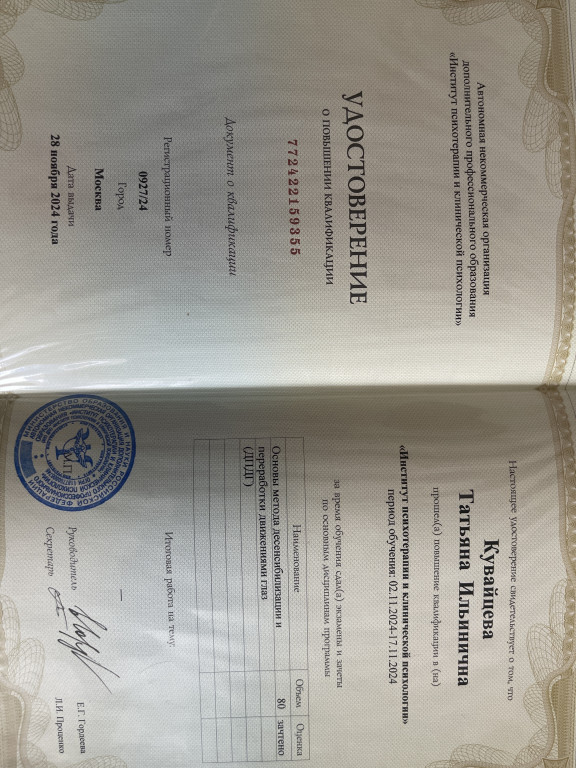 Автономная некоммерческая организация
дополнительного профессионального образования
«Институт психотерапии и клинической психологии»
УДОСТОВЕРЕНИЕ
О ПОВЫШЕНИИ КВАЛИФИКАЦИИ
772422159355
Документ о квалификации
Регистрационный номер
0927/24
Город
Москва
Дата выдачи
28 ноября 2024 года
Настоящее удостоверение свидетельствует о том, что
Кувайцева
Татьяна Ильинична
прошел(а) повышение квалификации в (на)
«Институт психотерапии и клинической психологии»
период обучения: 02.11.2024-17.11.2024
за время обучения сдал(а) экзамены и зачеты
по основным дисциплинам программы
Наименование Объем Оценка
Основы метода десенсибилизации и 80 зачтено
переработки движениями глаз
(ДПДГ)
Итоговая работа на тему:
—
М.П.
Руководитель Е.Г. Гордеева
Секретарь Л.И. Проценко